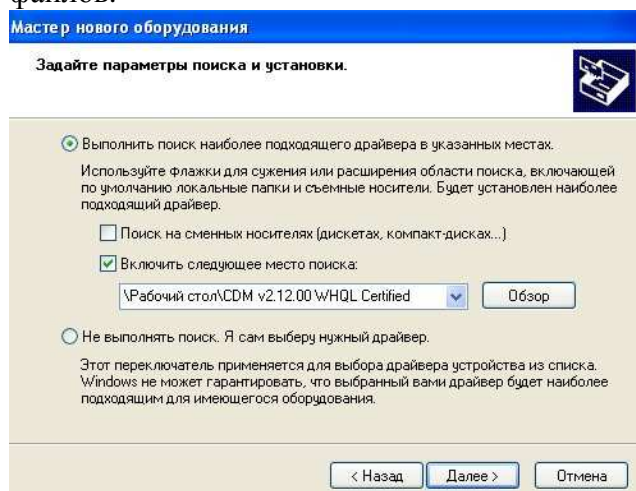 файлов.
Мастер нового оборудования
Задайте параметры поиска и установки.
Выполнить поиск наиболее подходящего драйвера в указанных местах.
Используйте флажки для сужения или расширения области поиска, включающей
по умолчанию локальные папки и съемные носители. Будет установлен наиболее
подходящий драйвер.
Поиск на сменных носителях (дискетах, компакт-дисках...)
Включить следующее место поиска:
\Рабочий стол\CDM v2.12.00 WHQL Certified
Обзор
Не выполнять поиск. Я сам выберу нужный драйвер.
Этот переключатель применяется для выбора драйвера устройства из списка.
Windows не может гарантировать, что выбранный вами драйвер будет наиболее
подходящим для имеющегося оборудования.
< Назад Далее > Отмена